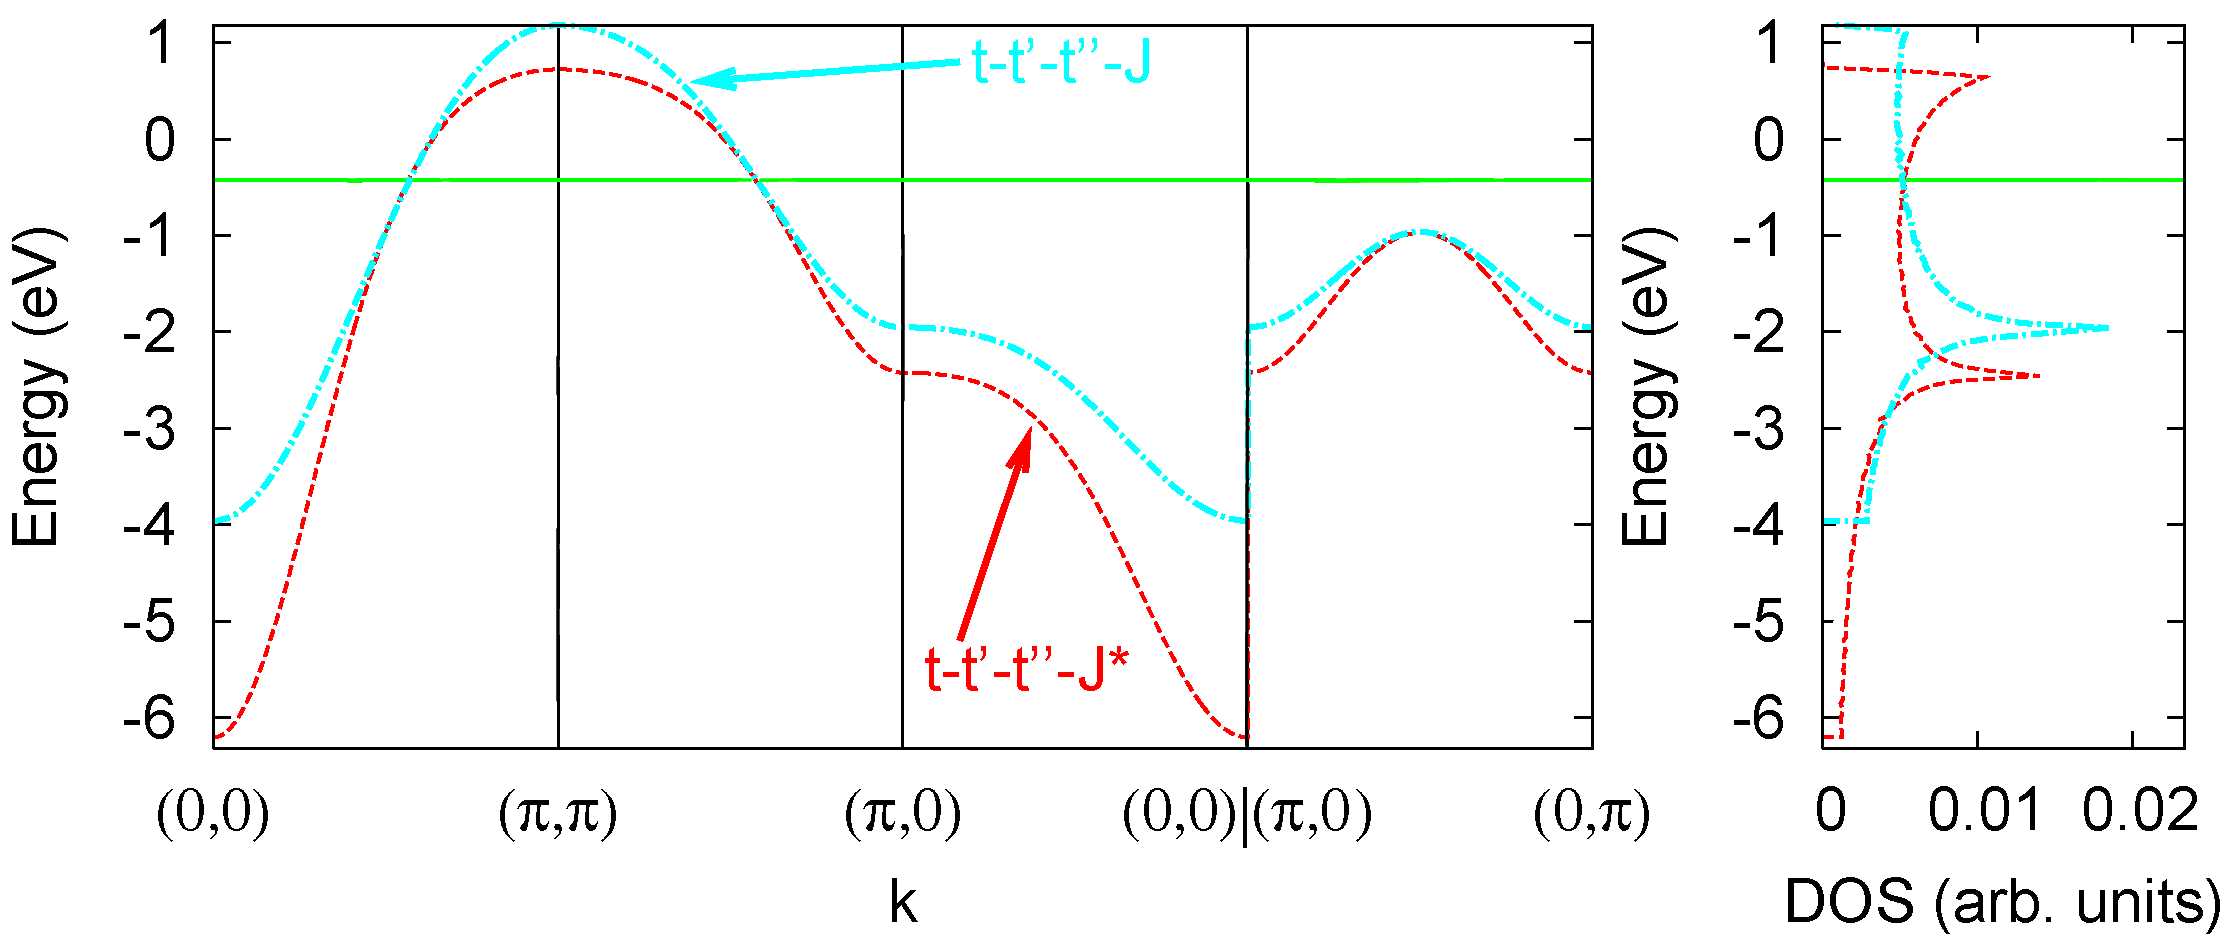 Energy (eV)
1
0
-1
-2
-3
-4
-5
-6
t-t’-t’’-J
t-t’-t’’-J*
(0,0)
(π,π)
(π,0)
(0,0)|(π,0)
(0,π)
k
Energy (eV)
1
0
-1
-2
-3
-4
-5
-6
0 0.01 0.02
DOS (arb. units)